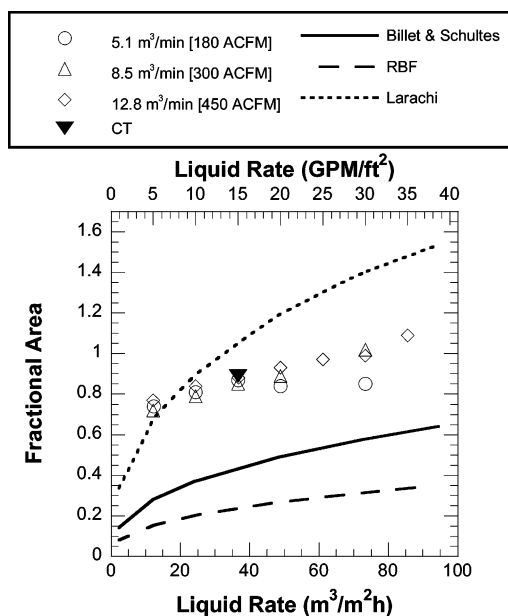 5.1 m³/min [180 ACFM]
8.5 m³/min [300 ACFM]
12.8 m³/min [450 ACFM]
CT
Billet & Schultes
RBF
Larachi
Liquid Rate (GPM/ft²)
0 5 10 15 20 25 30 35 40
Fractional Area
1.6
1.4
1.2
1
0.8
0.6
0.4
0.2
0
0 20 40 60 80 100
Liquid Rate (m³/m²h)